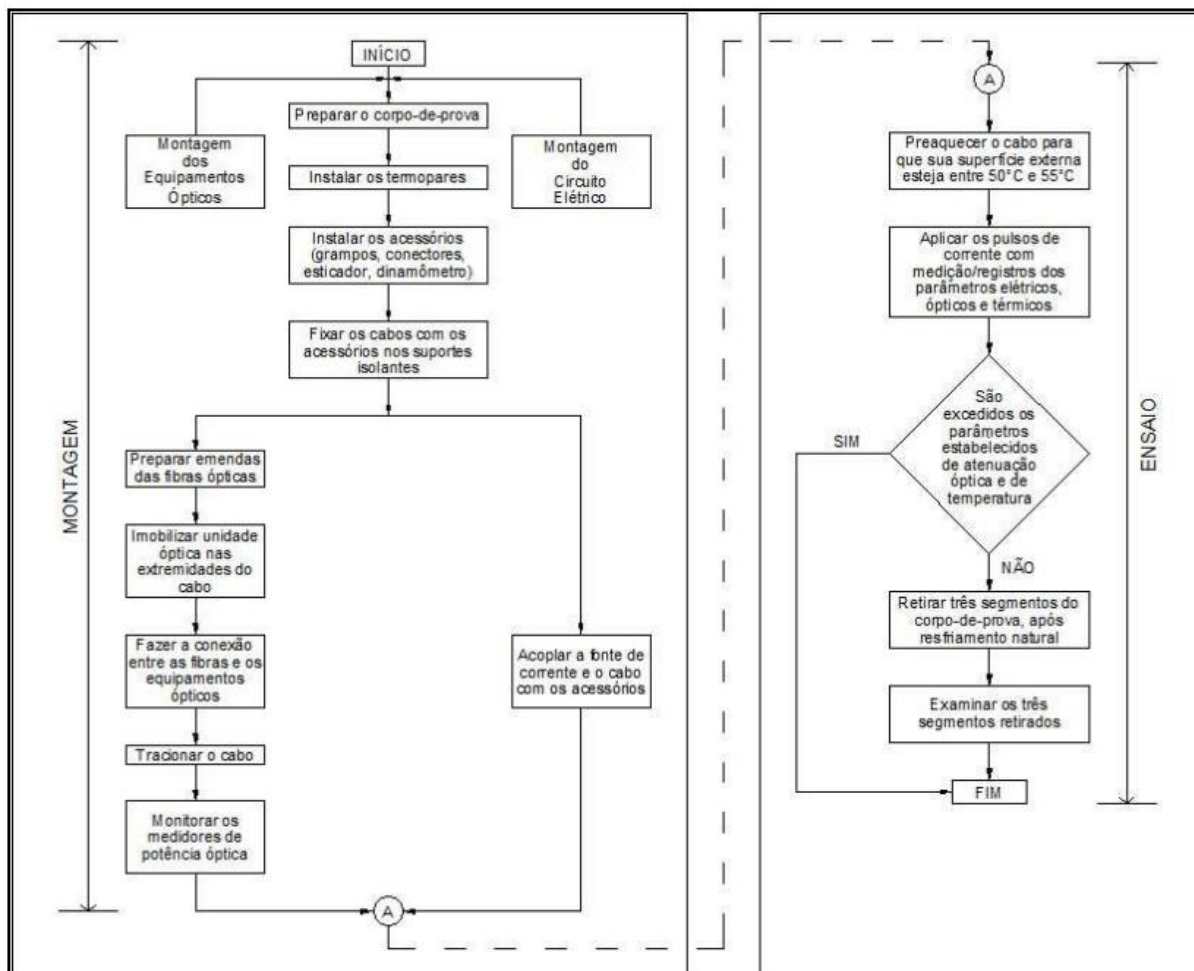 INÍCIO
Preparar o corpo-de-prova
Montagem
dos
Equipamentos
Ópticos
Montagem
do
Circuito
Elétrico
Instalar os termopares
Instalar os acessórios
(grampos, conectores,
esticador, dinamômetro)
Fixar os cabos com os
acessórios nos suportes
isolantes
MONTAGEM
Preparar emendas
das fibras ópticas
Imobilizar unidade
óptica nas
extremidades do
cabo
Fazer a conexão
entre as fibras e os
equipamentos
ópticos
Acoplar a fonte de
corrente e o cabo
com os acessórios
Tracionar o cabo
Monitorar os
medidores de
potência óptica
A
A
Preaquecer o cabo para
que sua superfície externa
esteja entre 50°C e 55°C
Aplicar os pulsos de
corrente com
medição/registros dos
parâmetros elétricos,
ópticos e térmicos
São
excedidos os
parâmetros
estabelecidos
de atenuação
óptica e de
temperatura
SIM
NÃO
ENSAIO
Retirar três segmentos do
corpo-de-prova, após
resfriamento natural
Examinar os três
segmentos retirados
FIM